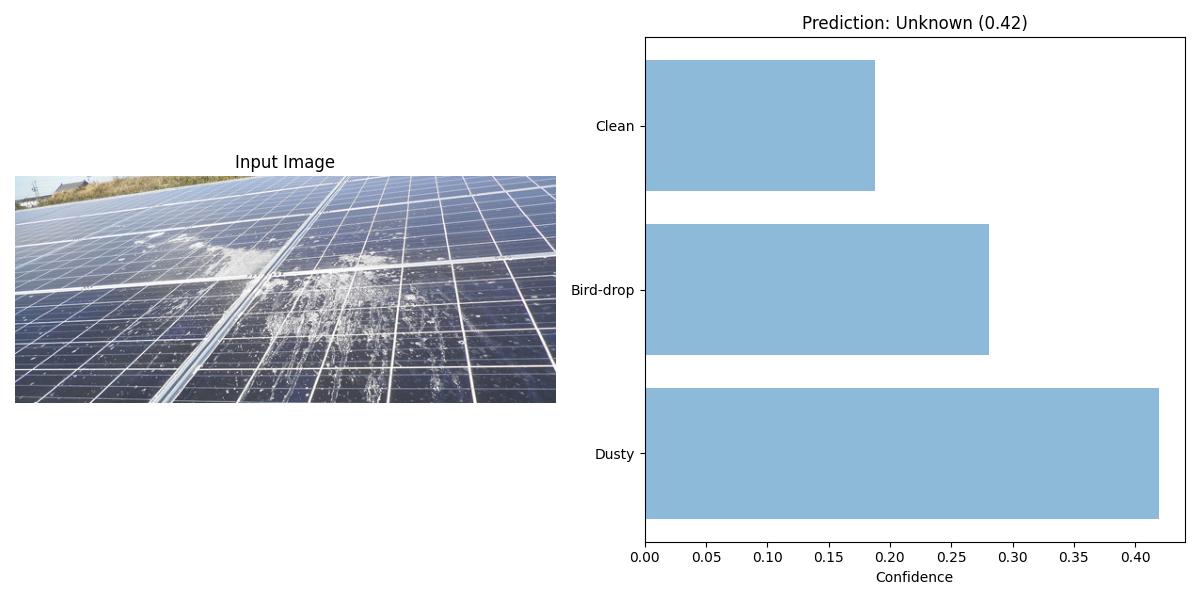 Input Image
Prediction: Unknown (0.42)
Clean
Bird-drop
Dusty
0.00 0.05 0.10 0.15 0.20 0.25 0.30 0.35 0.40
Confidence